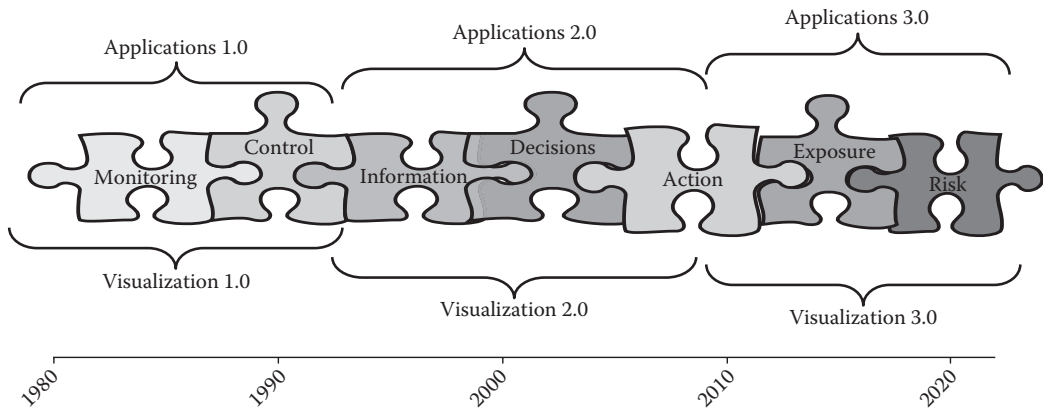 Applications 1.0
Applications 2.0
Applications 3.0
Monitoring
Control
Information
Decisions
Action
Exposure
Risk
Visualization 1.0
Visualization 2.0
Visualization 3.0
1980
1990
2000
2010
2020